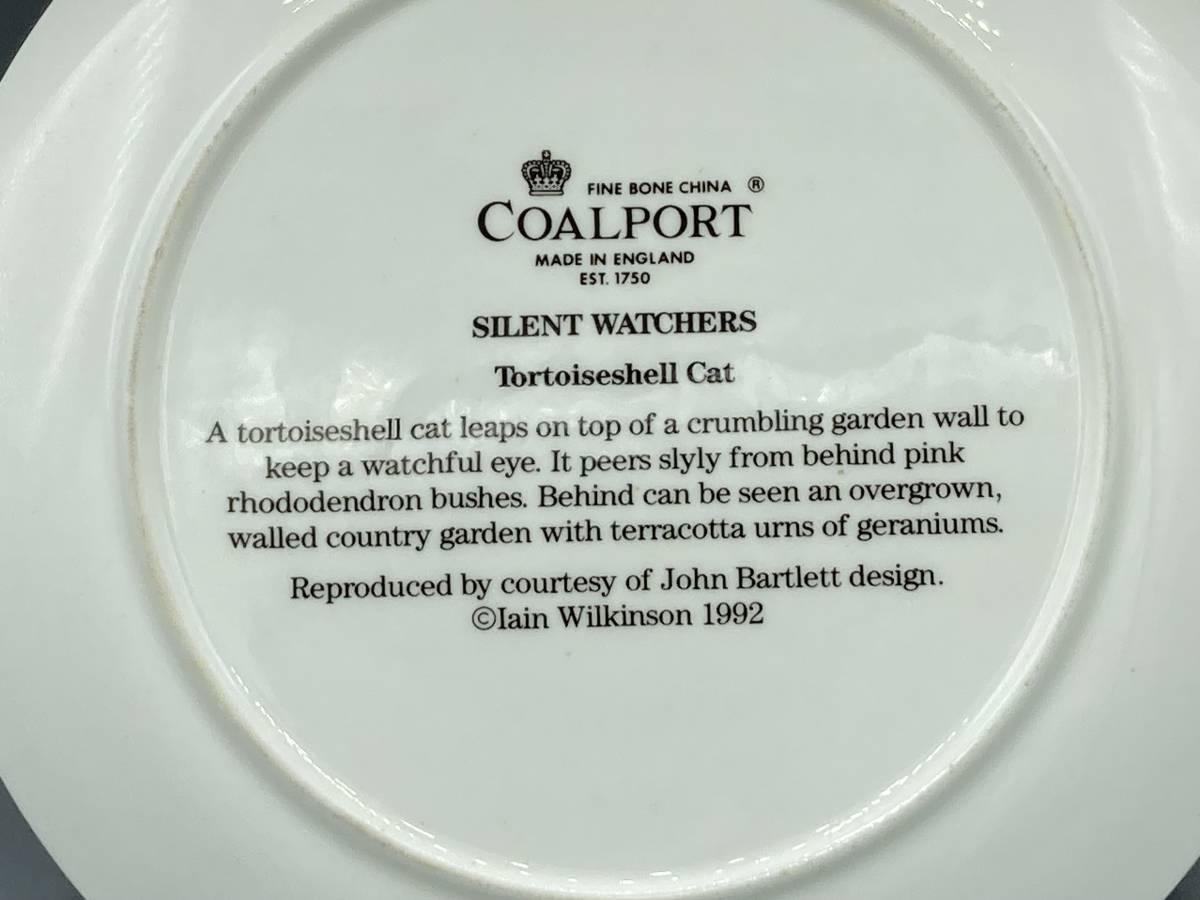 FINE BONE CHINA ®
COALPORT
MADE IN ENGLAND
EST. 1750
SILENT WATCHERS
Tortoiseshell Cat
A tortoiseshell cat leaps on top of a crumbling garden wall to
keep a watchful eye. It peers slyly from behind pink
rhododendron bushes. Behind can be seen an overgrown,
walled country garden with terracotta urns of geraniums.
Reproduced by courtesy of John Bartlett design.
©Iain Wilkinson 1992